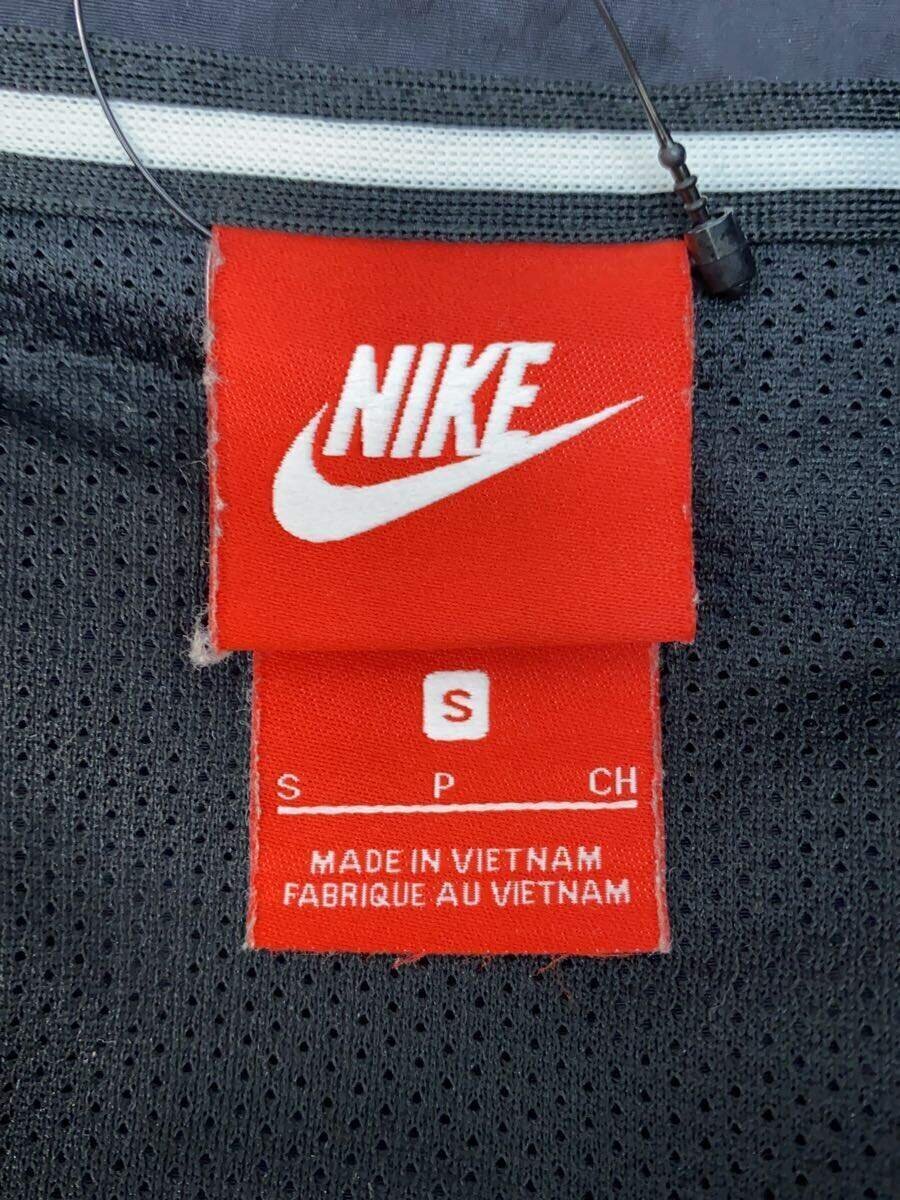 NIKE
S
S P CH
MADE IN VIETNAM
FABRIQUE AU VIETNAM